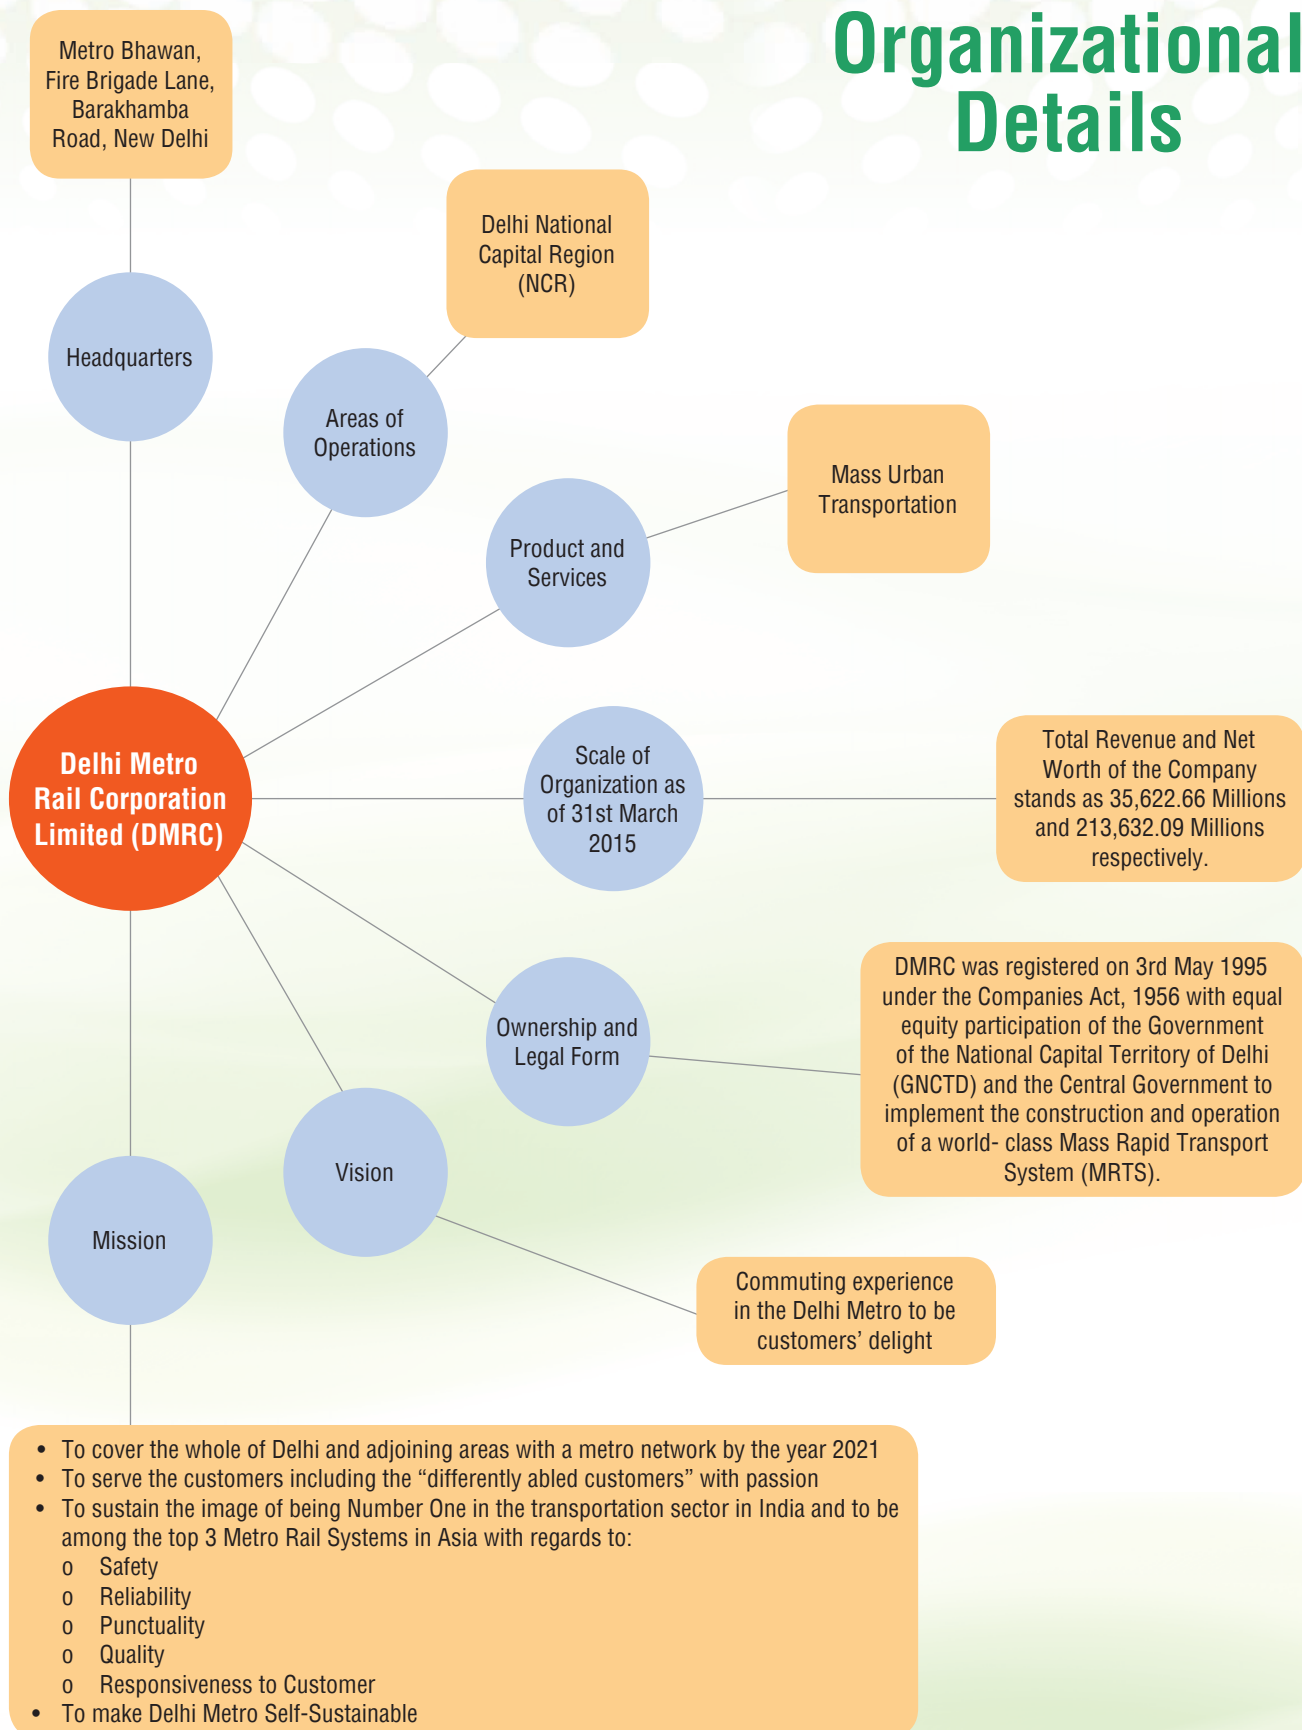 Organizational
Details
Metro Bhawan,
Fire Brigade Lane,
Barakhamba
Road, New Delhi
Headquarters
Delhi National
Capital Region
(NCR)
Areas of
Operations
Mass Urban
Transportation
Product and
Services
Delhi Metro
Rail Corporation
Limited (DMRC)
Scale of
Organization as
of 31st March
2015
Total Revenue and Net
Worth of the Company
stands as 35,622.66 Millions
and 213,632.09 Millions
respectively.
Ownership and
Legal Form
DMRC was registered on 3rd May 1995
under the Companies Act, 1956 with equal
equity participation of the Government
of the National Capital Territory of Delhi
(GNCTD) and the Central Government to
implement the construction and operation
of a world- class Mass Rapid Transport
System (MRTS).
Vision
Commuting experience
in the Delhi Metro to be
customers’ delight
Mission
• To cover the whole of Delhi and adjoining areas with a metro network by the year 2021
• To serve the customers including the “differently abled customers” with passion
• To sustain the image of being Number One in the transportation sector in India and to be
among the top 3 Metro Rail Systems in Asia with regards to:
o Safety
o Reliability
o Punctuality
o Quality
o Responsiveness to Customer
• To make Delhi Metro Self-Sustainable